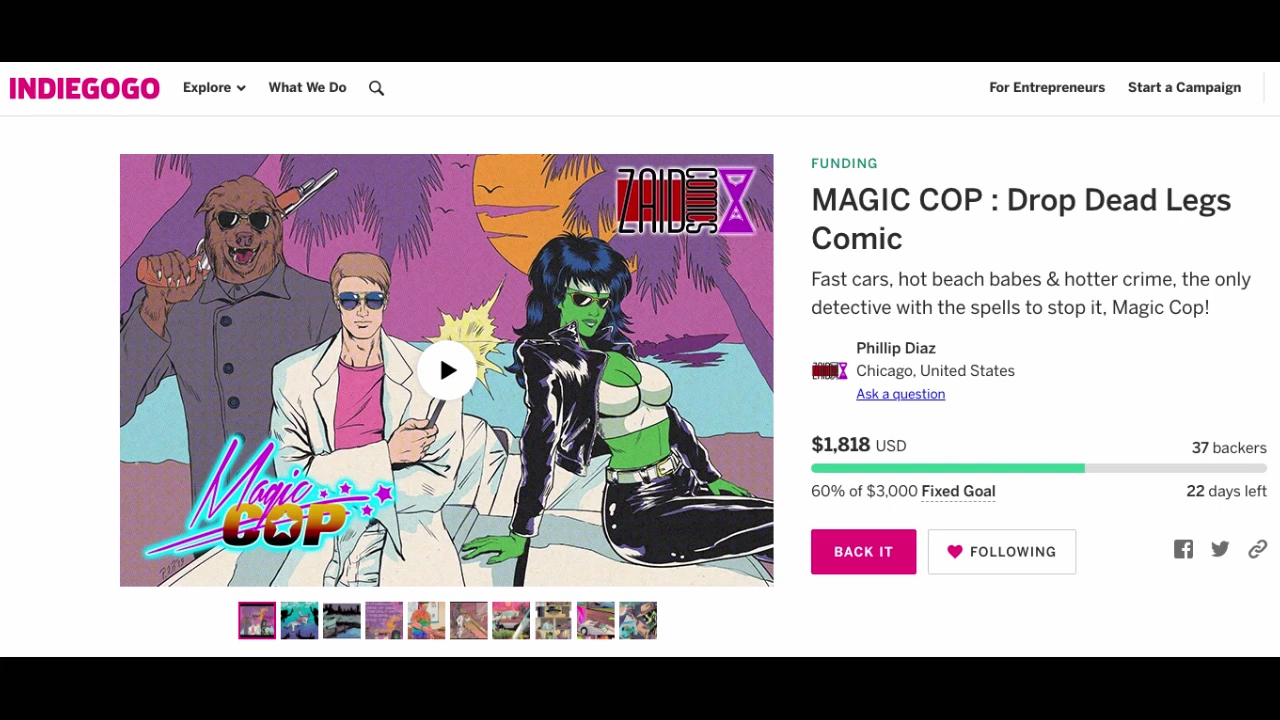 INDIEGOGO
Explore
What We Do
For Entrepreneurs
Start a Campaign
ZAID
COMICS
Magic
COP
FUNDING
MAGIC COP : Drop Dead Legs
Comic
Fast cars, hot beach babes & hotter crime, the only
detective with the spells to stop it, Magic Cop!
Phillip Diaz
Chicago, United States
Ask a question
$1,818 USD
37 backers
60% of $3,000 Fixed Goal
22 days left
BACK IT
FOLLOWING